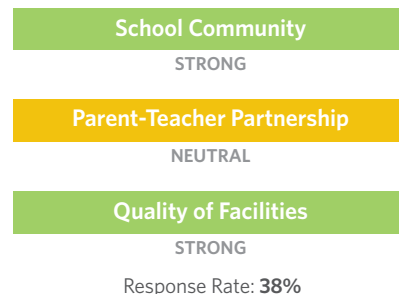 School Community
STRONG
Parent-Teacher Partnership
NEUTRAL
Quality of Facilities
STRONG
Response Rate: 38%